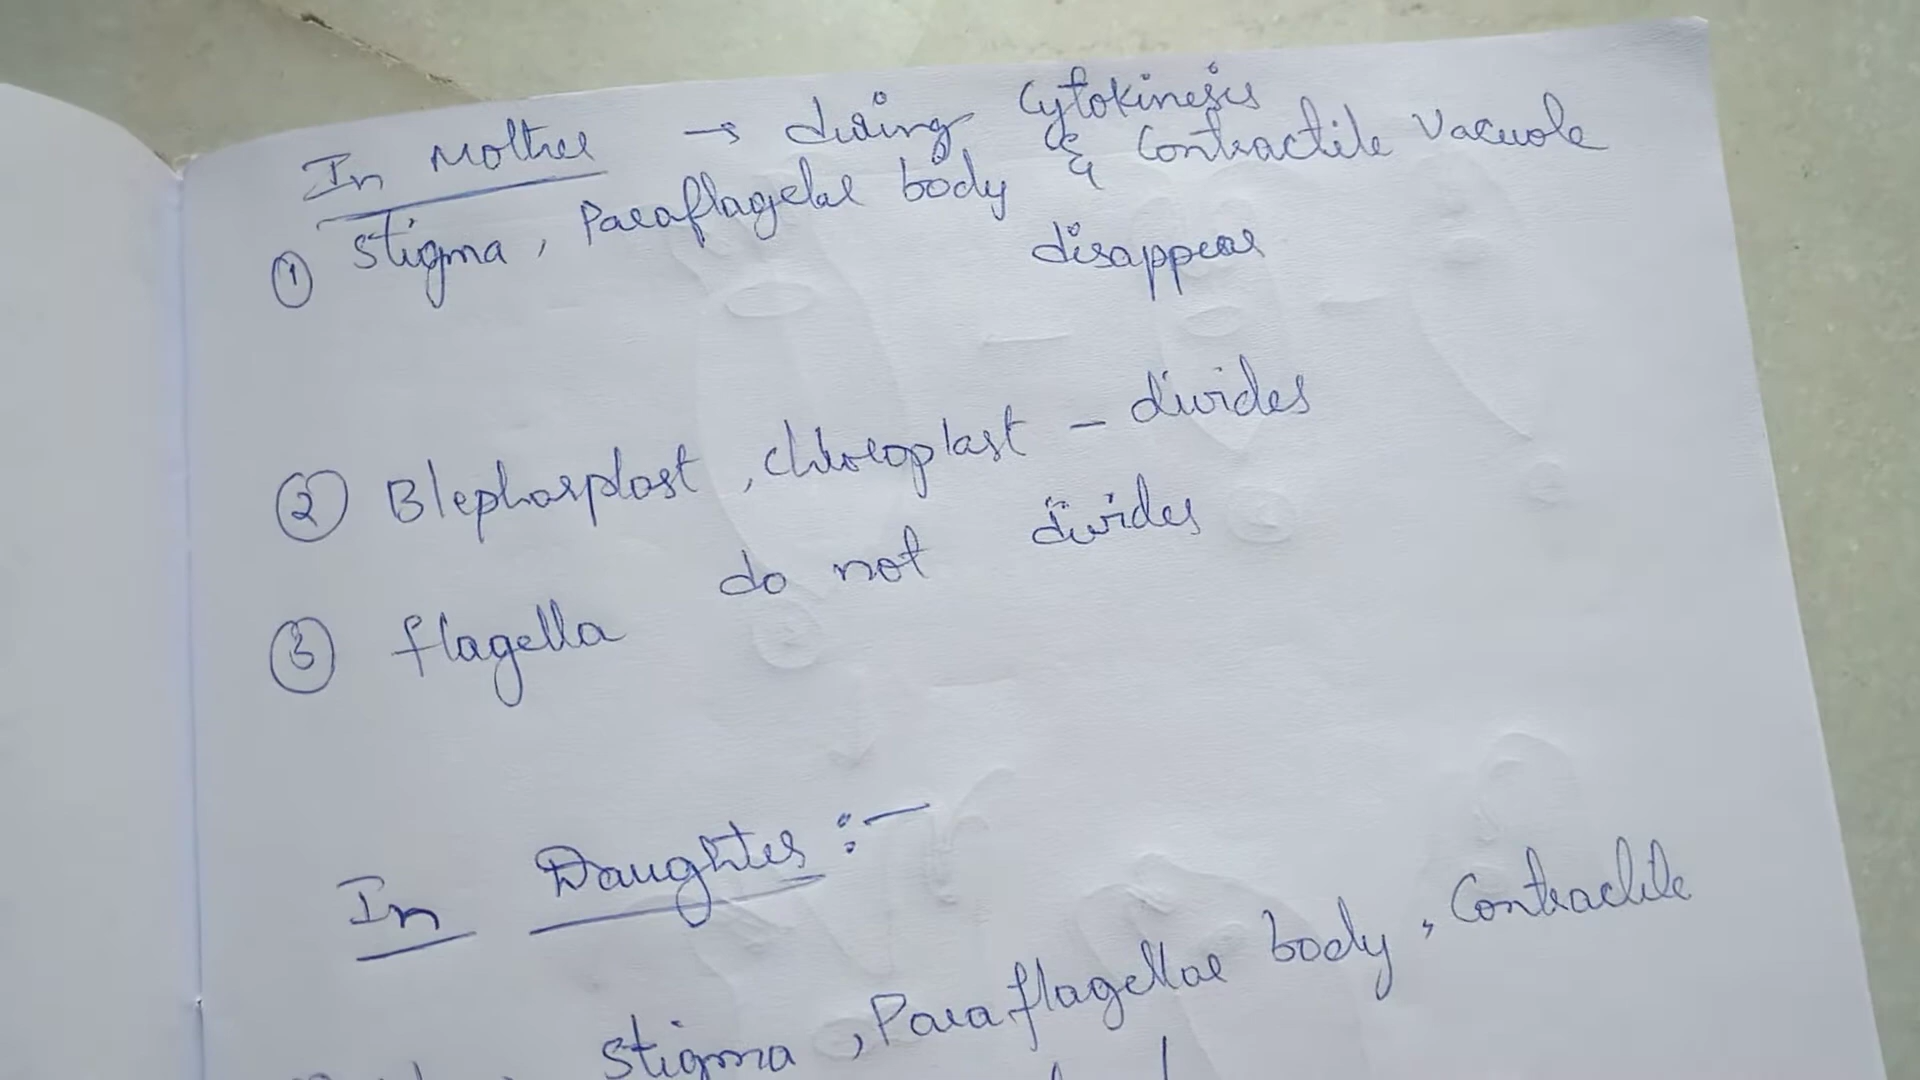 In Mother → during Cytokinesis
① Stigma, Paraflagellar body & Contractile Vacuole
disappear
② Blepharplast, chloroplast - divides
③ flagella do not divides
In Daughter :-
Stigma, Paraflagellar body, Contractile